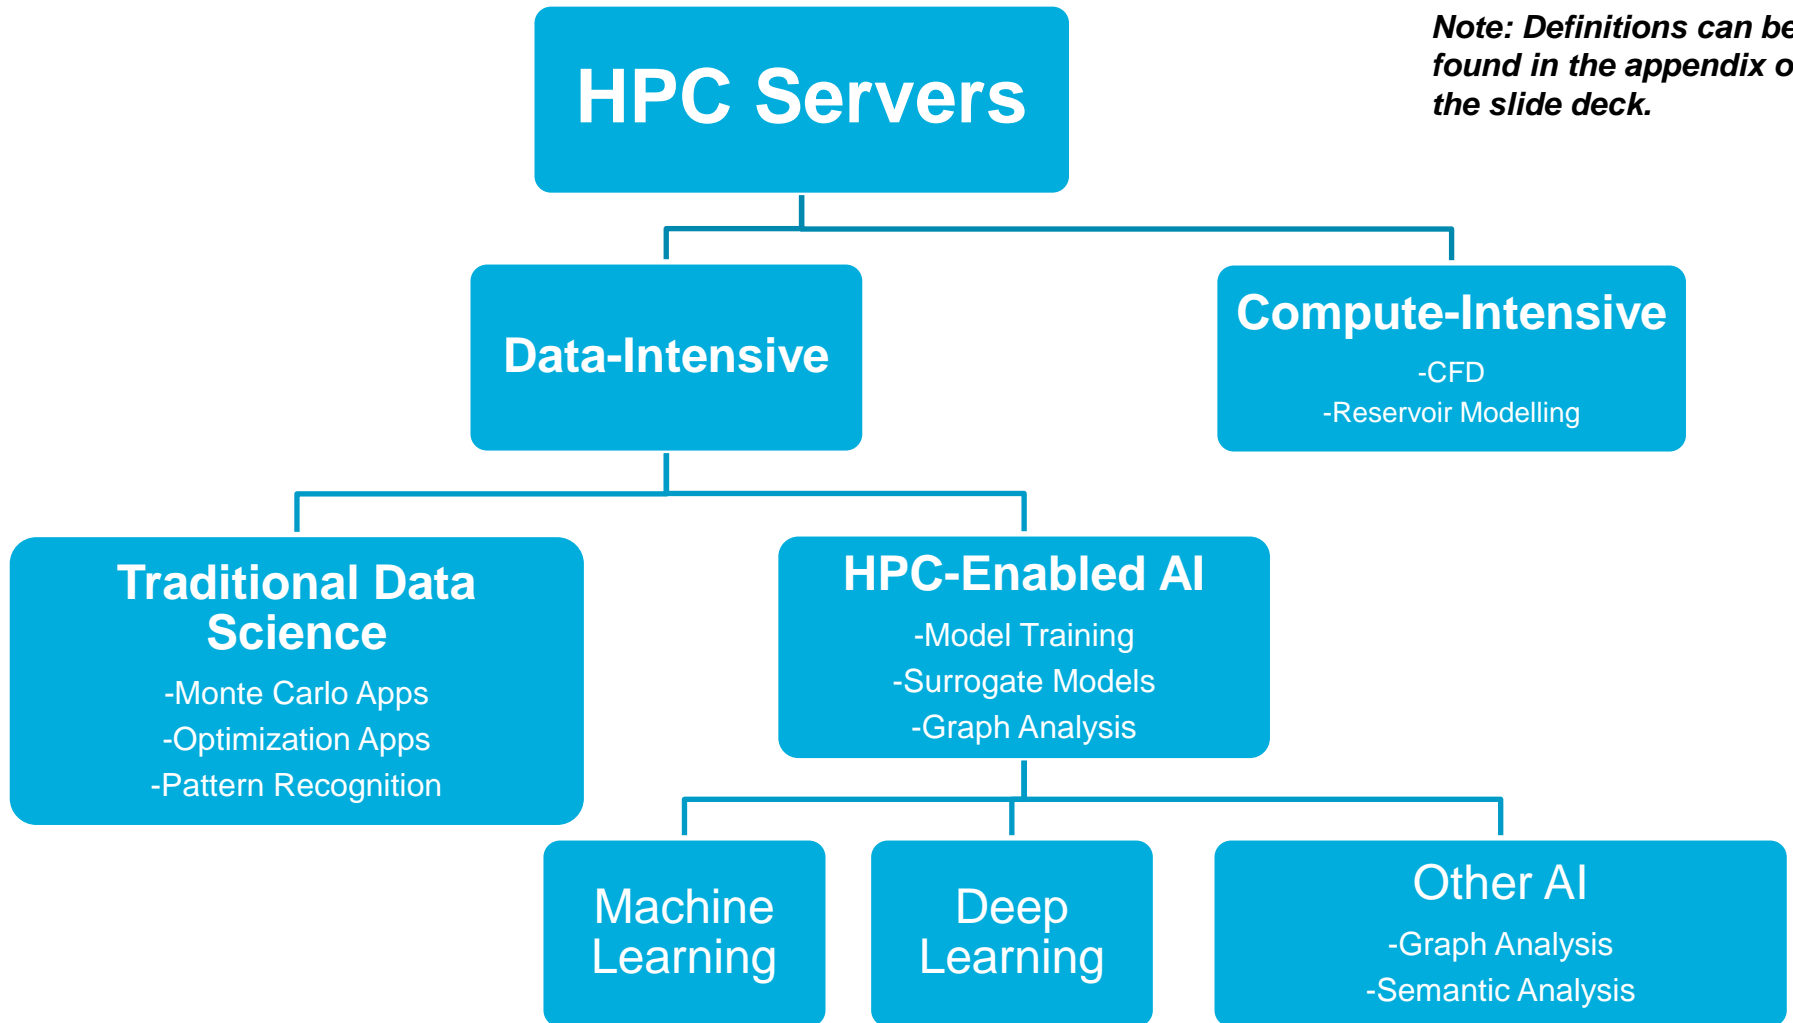 HPC Servers
Note: Definitions can be
found in the appendix o
the slide deck.
Data-Intensive
Compute-Intensive
-CFD
-Reservoir Modelling
Traditional Data
Science
-Monte Carlo Apps
-Optimization Apps
-Pattern Recognition
HPC-Enabled AI
-Model Training
-Surrogate Models
-Graph Analysis
Machine
Learning
Deep
Learning
Other AI
-Graph Analysis
-Semantic Analysis